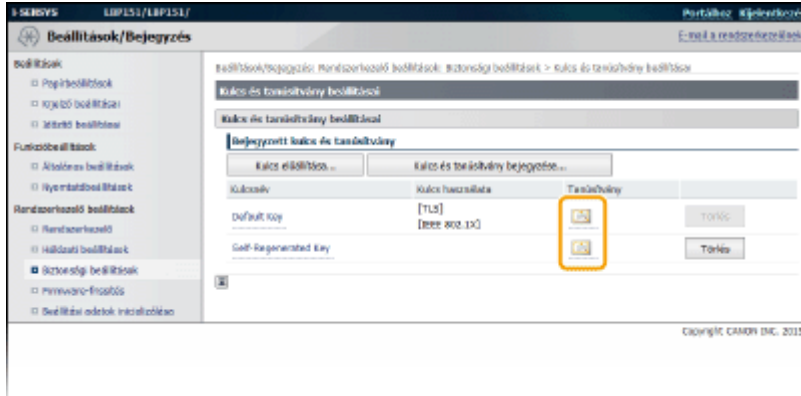 i-SENSYS LBP151/LBP151/ Portálhoz Kijelentkezé
Beállítások/Bejegyzés E-mail a rendszerkezelőnek
Beállítások
Papírbeállítások
Kijelző beállításai
Időzítő beállításai
Funkcióbeállítások
Általános beállítások
Nyomtatóbeállítások
Rendszerkezelő beállítások
Rendszerkezelő
Hálózati beállítások
Biztonsági beállítások
Firmware-frissítés
Beállítási adatok inicializálása
Beállítások/Bejegyzés: Rendszerkezelő beállítások: Biztonsági beállítások > Kulcs és tanúsítvány beállításai
Kulcs és tanúsítvány beállításai
Kulcs és tanúsítvány beállításai
Bejegyzett kulcs és tanúsítvány
Kulcs előállítása... Kulcs és tanúsítvány bejegyzése...
Kulcsnév Kulcs használata Tanúsítvány
Default Key [TLS] Törlés
[IEEE 802.1X]
Self-Regenerated Key Törlés
Copyright CANON INC. 2015